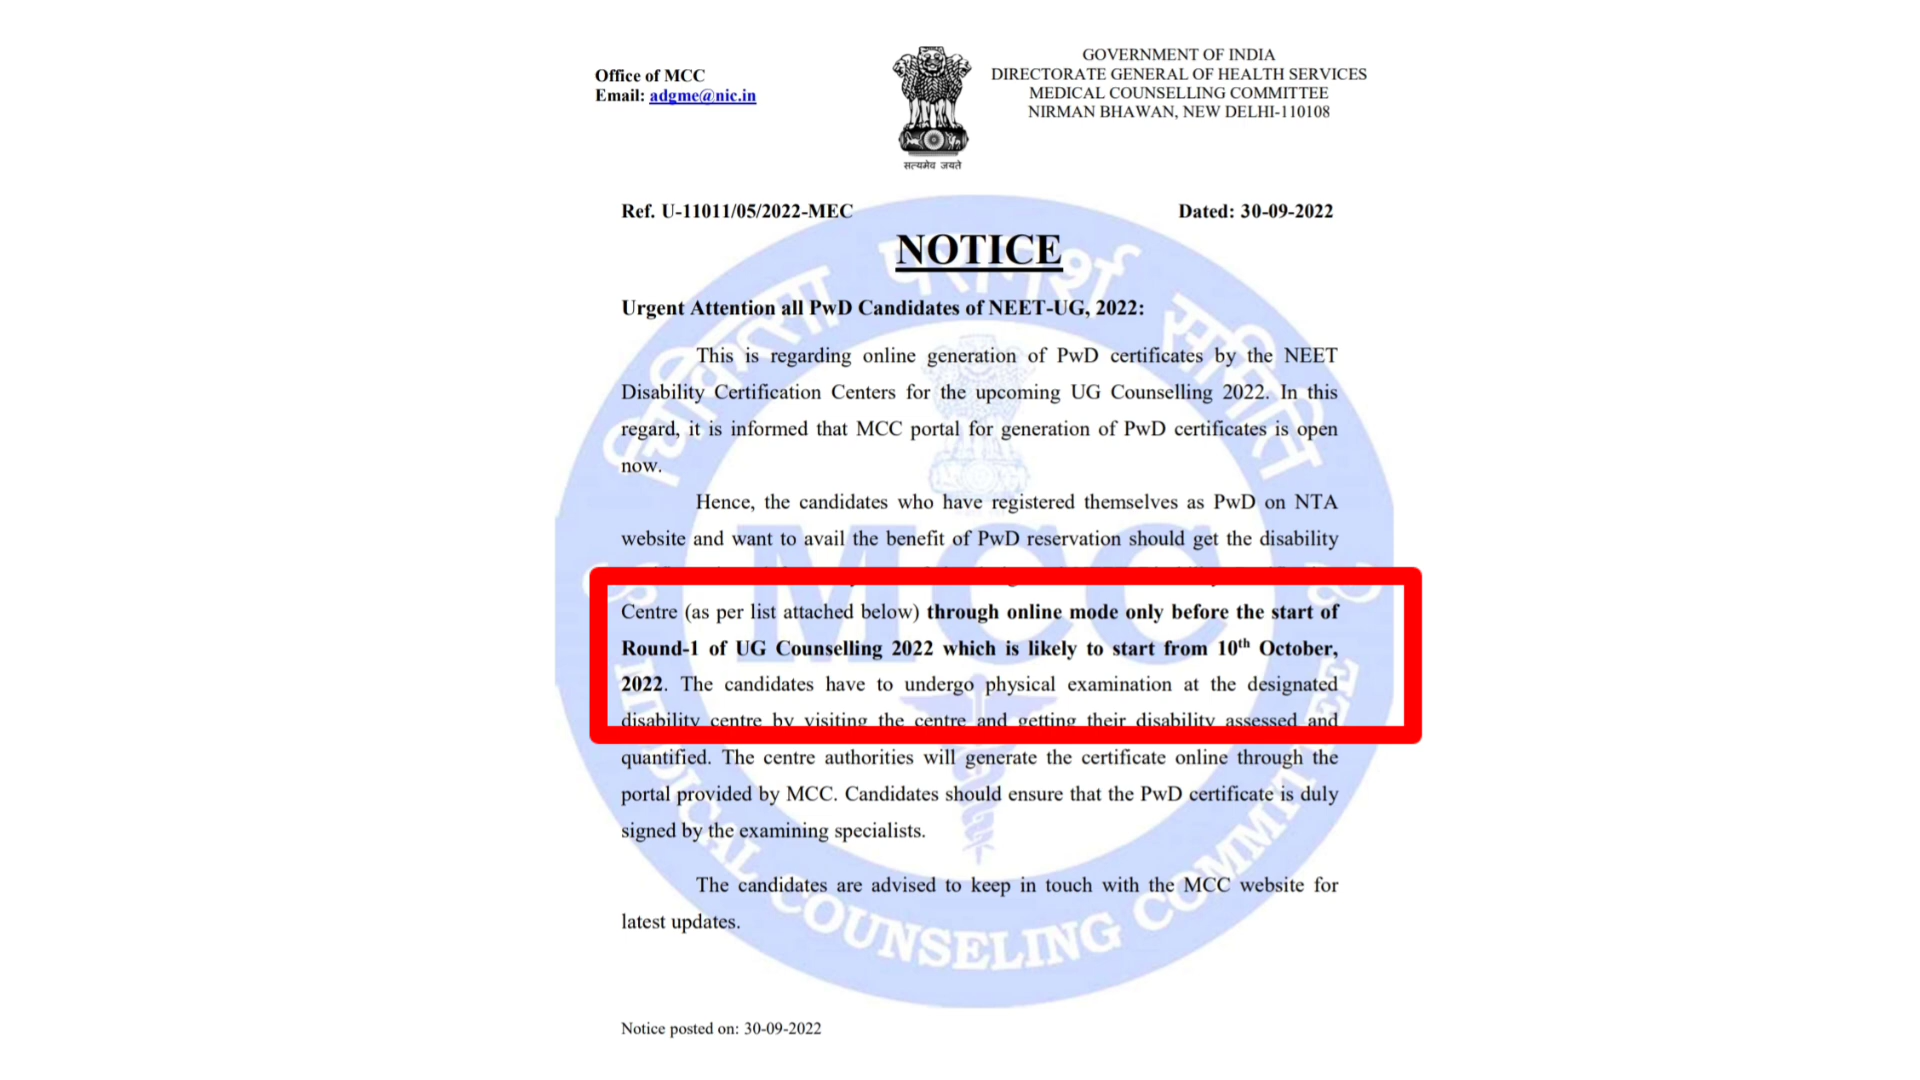 Office of MCC
Email: adgme@nic.in
GOVERNMENT OF INDIA
DIRECTORATE GENERAL OF HEALTH SERVICES
MEDICAL COUNSELLING COMMITTEE
NIRMAN BHAWAN, NEW DELHI-110108
सत्यमेव जयते
Ref. U-11011/05/2022-MEC
Dated: 30-09-2022
NOTICE
Urgent Attention all PwD Candidates of NEET-UG, 2022:
This is regarding online generation of PwD certificates by the NEET
Disability Certification Centers for the upcoming UG Counselling 2022. In this
regard, it is informed that MCC portal for generation of PwD certificates is open
now.
Hence, the candidates who have registered themselves as PwD on NTA
website and want to avail the benefit of PwD reservation should get the disability
Centre (as per list attached below) through online mode only before the start of
Round-1 of UG Counselling 2022 which is likely to start from 10th October,
2022. The candidates have to undergo physical examination at the designated
disability centre by visiting the centre and getting their disability assessed and
quantified. The centre authorities will generate the certificate online through the
portal provided by MCC. Candidates should ensure that the PwD certificate is duly
signed by the examining specialists.
The candidates are advised to keep in touch with the MCC website for
latest updates.
Notice posted on: 30-09-2022
चिकित्सा परामर्श समिति
MCC
MEDICAL COUNSELING COMMITTEE